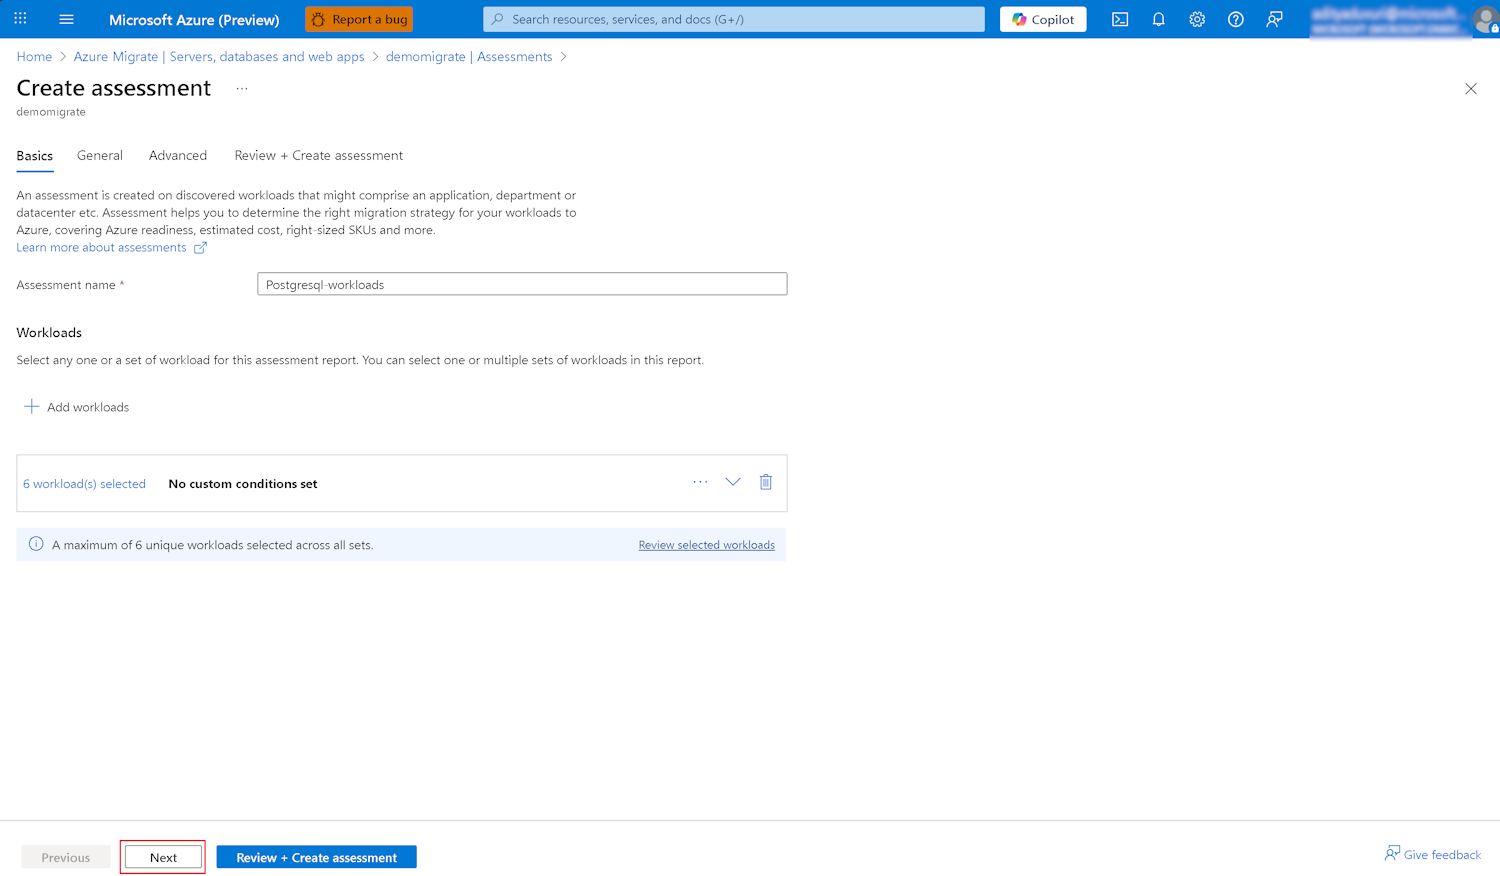 Microsoft Azure (Preview)
Report a bug
Search resources, services, and docs (G+/)
Copilot
Home > Azure Migrate | Servers, databases and web apps > demomigrate | Assessments >
Create assessment ...
demomigrate
Basics
General
Advanced
Review + Create assessment
An assessment is created on discovered workloads that might comprise an application, department or
datacenter etc. Assessment helps you to determine the right migration strategy for your workloads to
Azure, covering Azure readiness, estimated cost, right-sized SKUs and more.
Learn more about assessments
Assessment name *
Postgresql-workloads
Workloads
Select any one or a set of workload for this assessment report. You can select one or multiple sets of workloads in this report.
Add workloads
6 workload(s) selected
No custom conditions set
A maximum of 6 unique workloads selected across all sets.
Review selected workloads
Previous
Next
Review + Create assessment
Give feedback